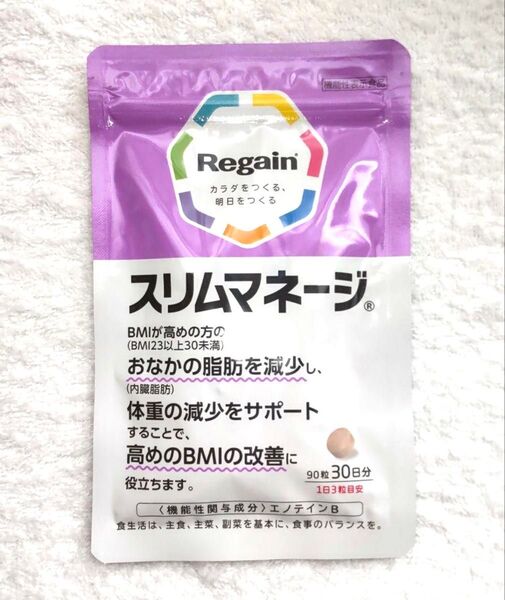 機能性表示食品
Regain®
カラダをつくる、
明日をつくる
スリムマネージ®
BMIが高めの方の
(BMI23以上30未満)
おなかの脂肪を減少し、
(内臓脂肪)
体重の減少をサポート
することで、
高めのBMIの改善に
役立ちます。
90粒30日分
1日3粒目安
〈機能性関与成分〉エノテインB
食生活は、主食、主菜、副菜を基本に、食事のバランスを。